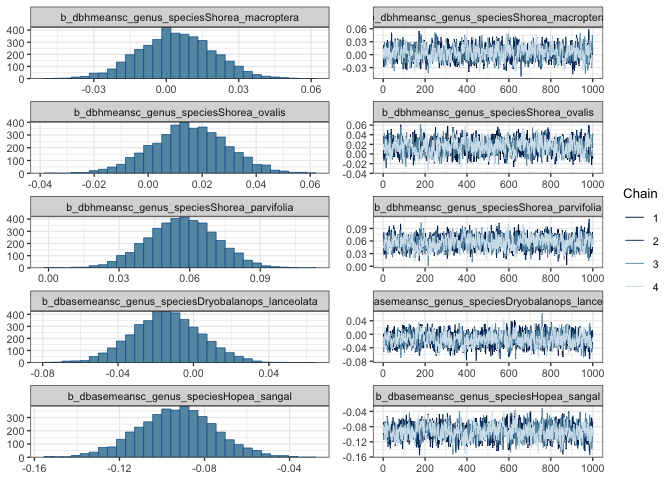 b_dbhmeansc_genus_speciesShorea_macroptera
400
300
200
100
0
-0.03 0.00 0.03 0.06
_dbhmeansc_genus_speciesShorea_macroptera
0.06
0.03
0.00
-0.03
0 200 400 600 800 1000
b_dbhmeansc_genus_speciesShorea_ovalis
400
300
200
100
0
-0.04 -0.02 0.00 0.02 0.04 0.06
b_dbhmeansc_genus_speciesShorea_ovalis
0.06
0.04
0.02
0.00
-0.02
-0.04
0 200 400 600 800 1000
b_dbhmeansc_genus_speciesShorea_parvifolia
400
300
200
100
0
0.00 0.03 0.06 0.09
b_dbhmeansc_genus_speciesShorea_parvifolia
0.09
0.06
0.03
0.00
0 200 400 600 800 1000
b_dbasemeansc_genus_speciesDryobalanops_lanceolata
400
300
200
100
0
-0.08 -0.04 0.00 0.04
asemeansc_genus_speciesDryobalanops_lance
0.04
0.00
-0.04
-0.08
0 200 400 600 800 1000
b_dbasemeansc_genus_speciesHopea_sangal
300
200
100
0
-0.16 -0.12 -0.08 -0.04
b_dbasemeansc_genus_speciesHopea_sangal
-0.04
-0.08
-0.12
-0.16
0 200 400 600 800 1000
Chain
1
2
3
4